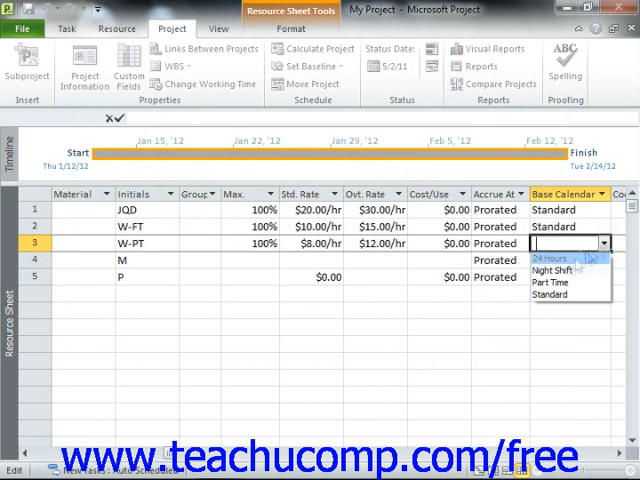 Resource Sheet Tools
My Project - Microsoft Project
File Task Resource Project View Format
Subproject
Project Information
Custom Fields
Links Between Projects
WBS
Change Working Time
Calculate Project
Set Baseline
Move Project
Status Date:
5/2/11
Visual Reports
Reports
Compare Projects
ABC
Spelling
Insert Properties Schedule Status Reports Proofing
Timeline
Jan 15, '12 Jan 22, '12 Jan 29, '12 Feb 5, '12 Feb 12, '12
Start
Thu 1/12/12
Finish
Tue 2/14/12
Material Initials Group Max. Std. Rate Ovt. Rate Cost/Use Accrue At Base Calendar Co
1 JQD 100% $20.00/hr $30.00/hr $0.00 Prorated Standard
2 W-FT 100% $10.00/hr $15.00/hr $0.00 Prorated Standard
3 W-PT 100% $8.00/hr $12.00/hr $0.00 Prorated
4 M Prorated
5 P $0.00 $0.00 Prorated
24 Hours
Night Shift
Part Time
Standard
Resource Sheet
www.teachucomp.com/free
Edit New Tasks : Auto Scheduled